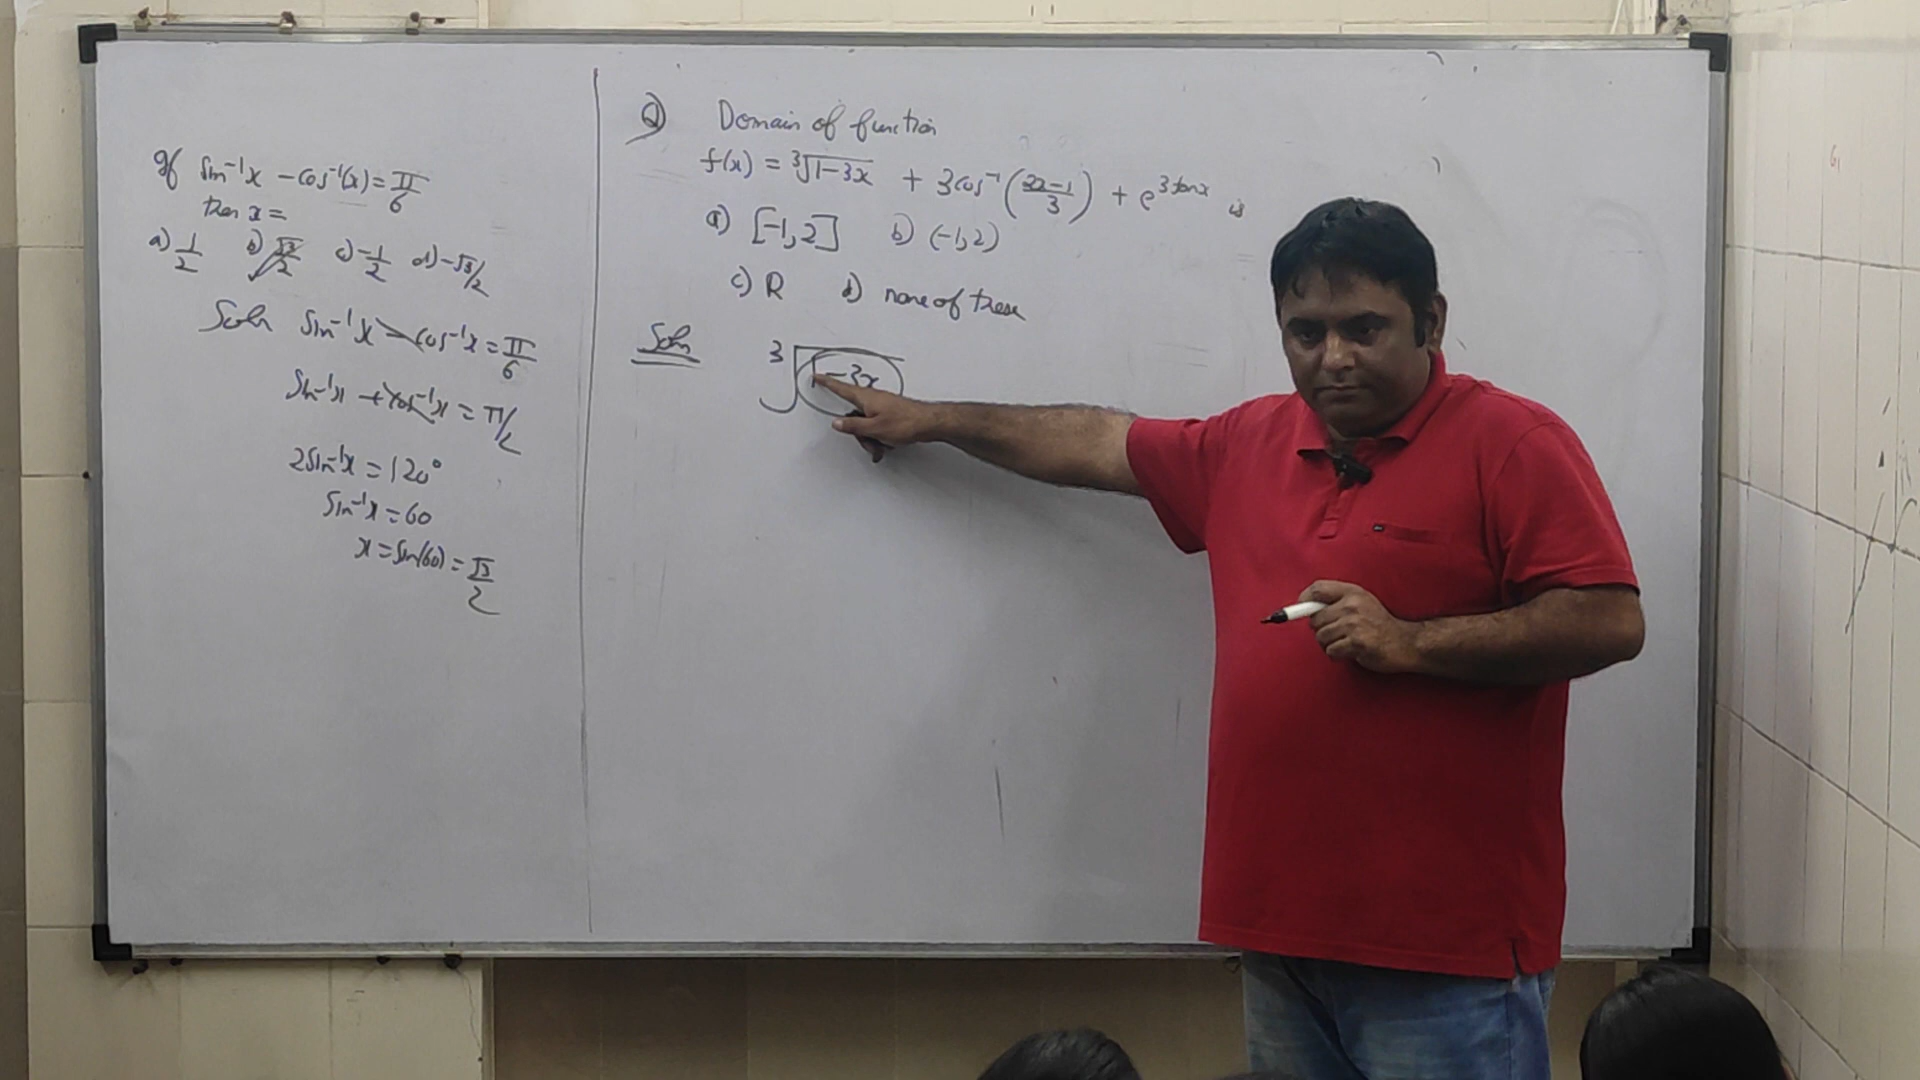 If sin⁻¹x - cos⁻¹(x) = π/6
then x =
a) 1/2 b) √3/2 c) -1/2 d) -√3/2
Soln sin⁻¹x - cos⁻¹x = π/6
sin⁻¹x + cos⁻¹x = π/2
2sin⁻¹x = 120°
sin⁻¹x = 60
x = sin(60) = √3/2
Q) Domain of function
f(x) = ³√(1-3x) + 3cos⁻¹((2x-1)/3) + e^(3tanx) is
a) [-1,2] b) (-1,2)
c) R d) none of these
Soln ³√(1-3x)